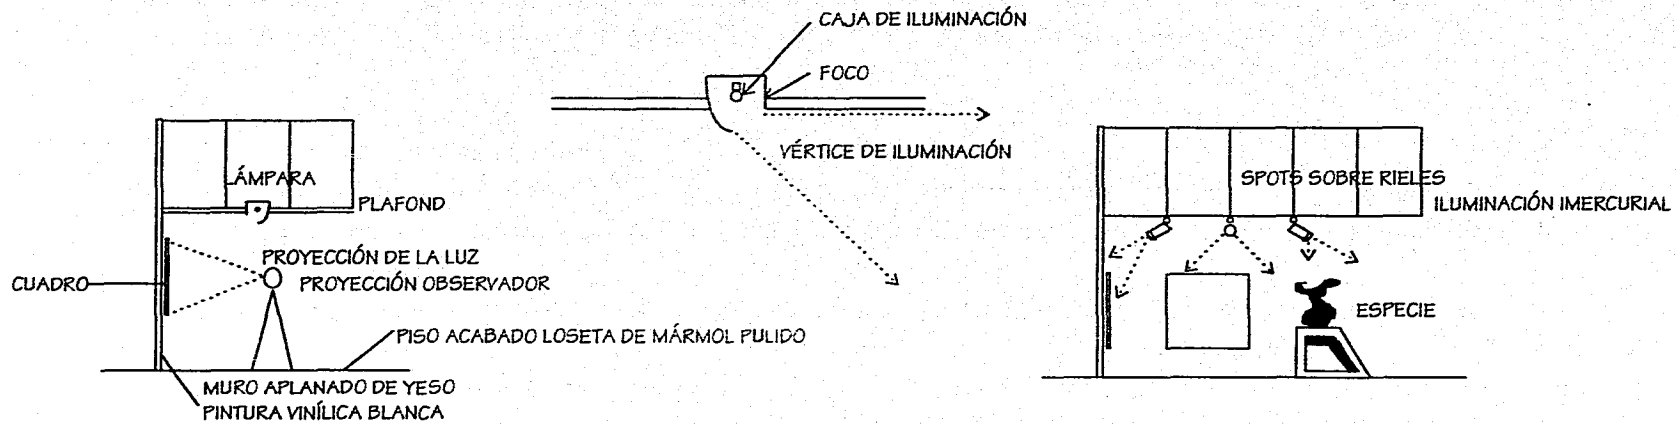 CAJA DE ILUMINACIÓN
FOCO
VÉRTICE DE ILUMINACIÓN
LÁMPARA
PLAFOND
PROYECCIÓN DE LA LUZ
PROYECCIÓN OBSERVADOR
CUADRO
PISO ACABADO LOSETA DE MÁRMOL PULIDO
MURO APLANADO DE YESO
PINTURA VINÍLICA BLANCA
SPOTS SOBRE RIELES
ILUMINACIÓN IMERCURIAL
ESPECIE